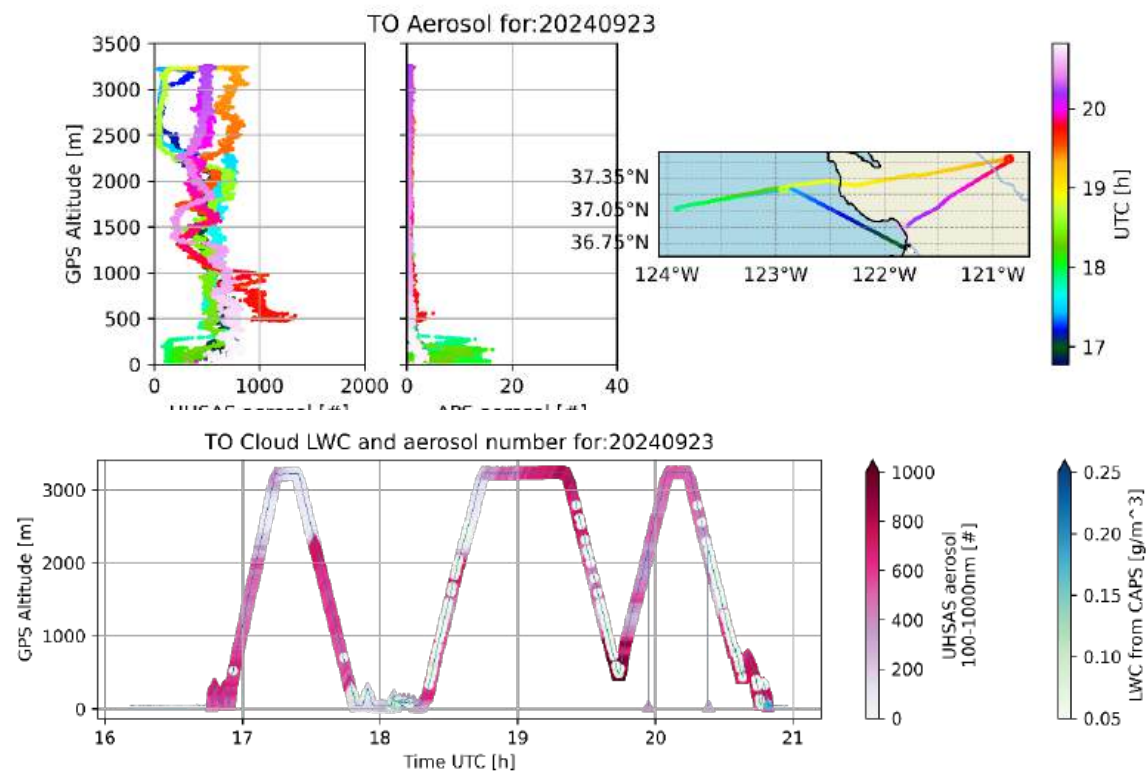 TO Aerosol for:20240923
3500
3000
2500
2000
1500
1000
500
0
GPS Altitude [m]
0 1000 2000
UHSAS aerosol [#]
0 20 40
APS aerosol [#]
37.35°N
37.05°N
36.75°N
124°W 123°W 122°W 121°W
20
19
18
17
UTC [h]
TO Cloud LWC and aerosol number for:20240923
3000
2000
1000
0
GPS Altitude [m]
16 17 18 19 20 21
Time UTC [h]
1000
800
600
400
200
0
UHSAS aerosol
100-1000nm [#]
0.25
0.20
0.15
0.10
0.05
LWC from CAPS [g/m^3]